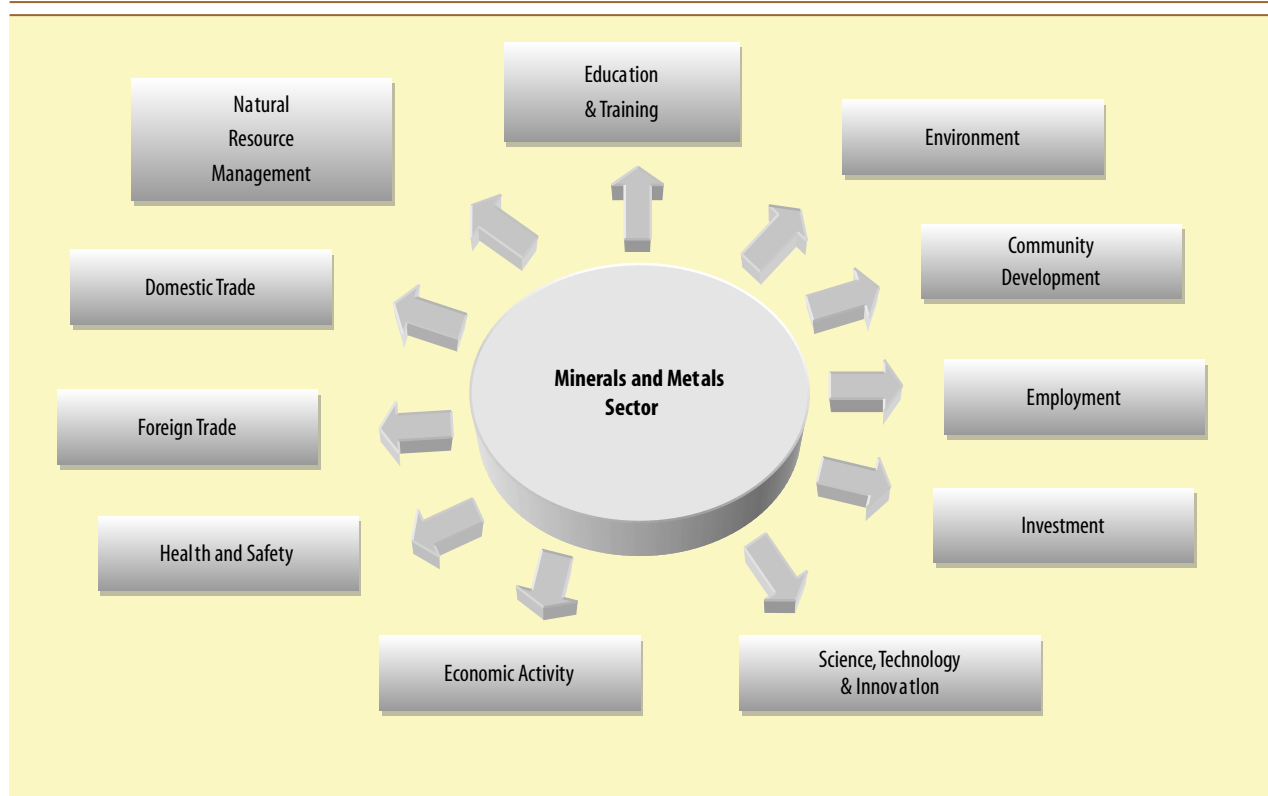 Education
& Training
Natural
Resource
Management
Environment
Community
Development
Domestic Trade
Minerals and Metals
Sector
Employment
Foreign Trade
Investment
Health and Safety
Economic Activity
Science, Technology
& InnovatIon